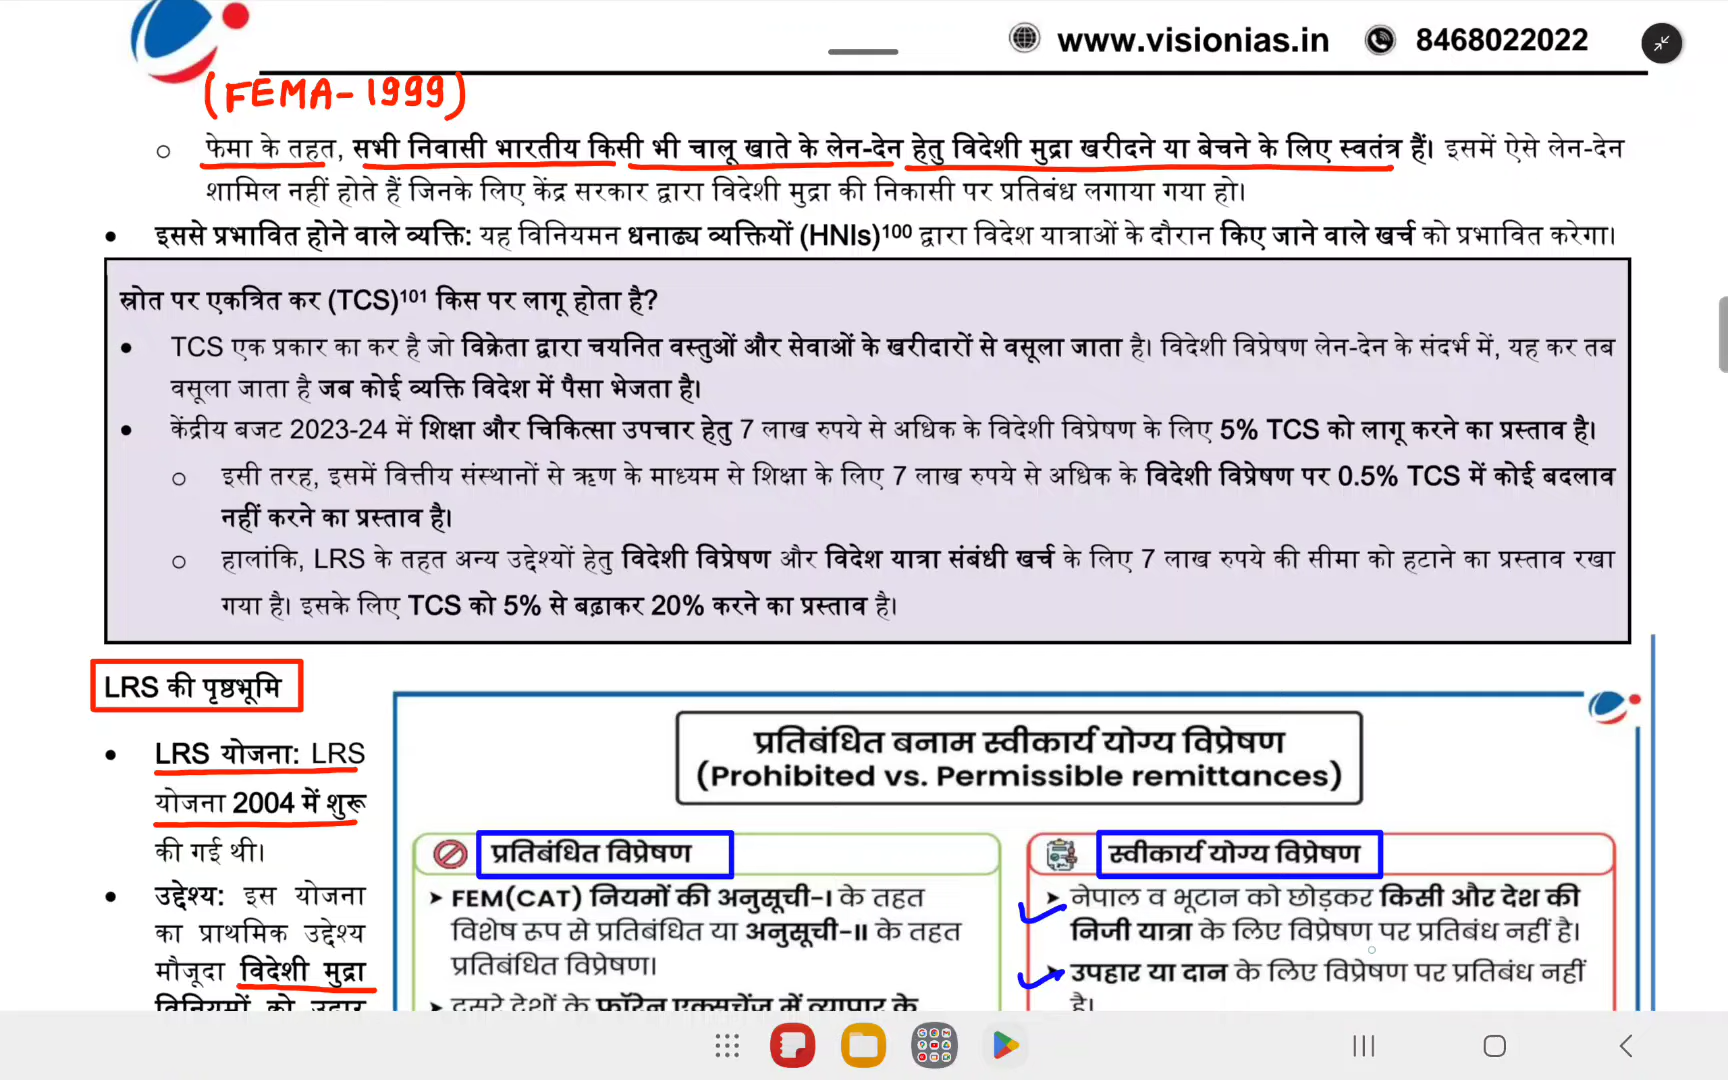 www.visionias.in 8468022022
(FEMA-1999)
○ फेमा के तहत, सभी निवासी भारतीय किसी भी चालू खाते के लेन-देन हेतु विदेशी मुद्रा खरीदने या बेचने के लिए स्वतंत्र हैं। इसमें ऐसे लेन-देन
शामिल नहीं होते हैं जिनके लिए केंद्र सरकार द्वारा विदेशी मुद्रा की निकासी पर प्रतिबंध लगाया गया हो।
• इससे प्रभावित होने वाले व्यक्ति: यह विनियमन धनाढ्य व्यक्तियों (HNIs)100 द्वारा विदेश यात्राओं के दौरान किए जाने वाले खर्च को प्रभावित करेगा।
स्रोत पर एकत्रित कर (TCS)101 किस पर लागू होता है?
• TCS एक प्रकार का कर है जो विक्रेता द्वारा चयनित वस्तुओं और सेवाओं के खरीदारों से वसूला जाता है। विदेशी विप्रेषण लेन-देन के संदर्भ में, यह कर तब
वसूला जाता है जब कोई व्यक्ति विदेश में पैसा भेजता है।
• केंद्रीय बजट 2023-24 में शिक्षा और चिकित्सा उपचार हेतु 7 लाख रुपये से अधिक के विदेशी विप्रेषण के लिए 5% TCS को लागू करने का प्रस्ताव है।
○ इसी तरह, इसमें वित्तीय संस्थानों से ऋण के माध्यम से शिक्षा के लिए 7 लाख रुपये से अधिक के विदेशी विप्रेषण पर 0.5% TCS में कोई बदलाव
नहीं करने का प्रस्ताव है।
○ हालांकि, LRS के तहत अन्य उद्देश्यों हेतु विदेशी विप्रेषण और विदेश यात्रा संबंधी खर्च के लिए 7 लाख रुपये की सीमा को हटाने का प्रस्ताव रखा
गया है। इसके लिए TCS को 5% से बढ़ाकर 20% करने का प्रस्ताव है।
LRS की पृष्ठभूमि
• LRS योजना: LRS
योजना 2004 में शुरू
की गई थी।
• उद्देश्य: इस योजना
का प्राथमिक उद्देश्य
मौजूदा विदेशी मुद्रा
विनियमों को उदार
प्रतिबंधित बनाम स्वीकार्य योग्य विप्रेषण
(Prohibited vs. Permissible remittances)
प्रतिबंधित विप्रेषण
➤ FEM(CAT) नियमों की अनुसूची-I के तहत
विशेष रूप से प्रतिबंधित या अनुसूची-II के तहत
प्रतिबंधित विप्रेषण।
➤ दूसरे देशों के फॉरेन एक्सचेंज में व्यापार के
स्वीकार्य योग्य विप्रेषण
➤ नेपाल व भूटान को छोड़कर किसी और देश की
निजी यात्रा के लिए विप्रेषण पर प्रतिबंध नहीं है।
➤ उपहार या दान के लिए विप्रेषण पर प्रतिबंध नहीं
है।